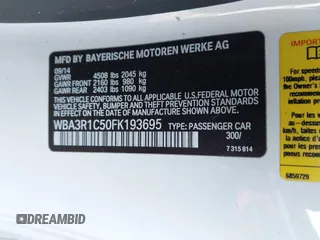 MFD BY BAYERISCHE MOTOREN WERKE AG
09/14
GVWR 4508 lbs 2045 kg
GAWR FRONT 2160 lbs 980 kg
GAWR REAR 2403 lbs 1090 kg
THIS VEHICLE CONFORMS TO ALL APPLICABLE
U.S.FEDERAL MOTOR
VEHICLE SAFETY, BUMPER, AND THEFT PREVENTION
STANDARDS IN EFFECT ON THE DATE OF
MANUFACTURE SHOWN ABOVE.
WBA3R1C50FK193695 TYPE: PASSENGER CAR
300/
7 315 814
6859729
DREAMBID
DREAMBID.COM